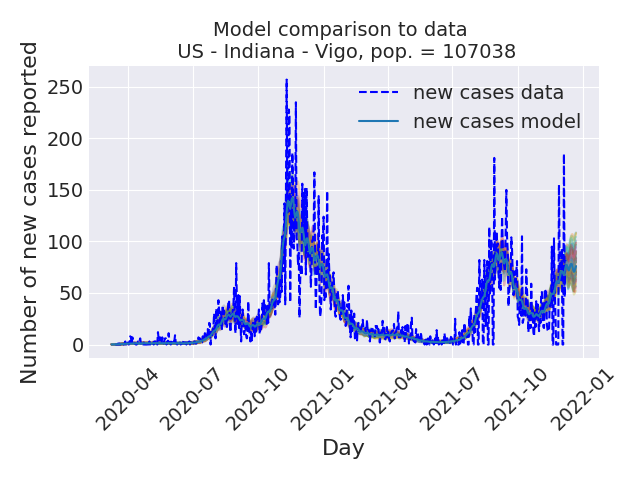 Model comparison to data
US - Indiana - Vigo, pop. = 107038
Number of new cases reported
250
200
150
100
50
0
new cases data
new cases model
2020-04
2020-07
2020-10
2021-01
2021-04
2021-07
2021-10
2022-01
Day